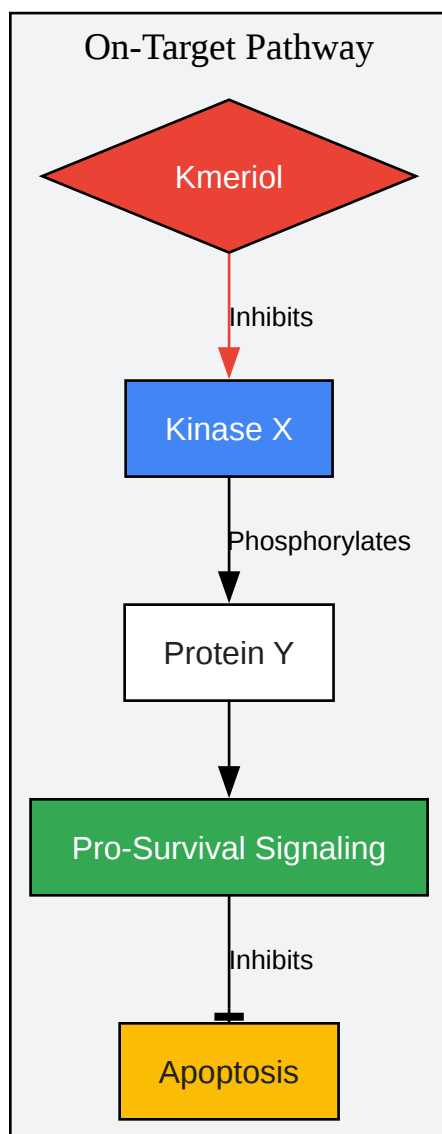 On-Target Pathway
Kmeriol
Inhibits
Kinase X
Phosphorylates
Protein Y
Pro-Survival Signaling
Inhibits
Apoptosis